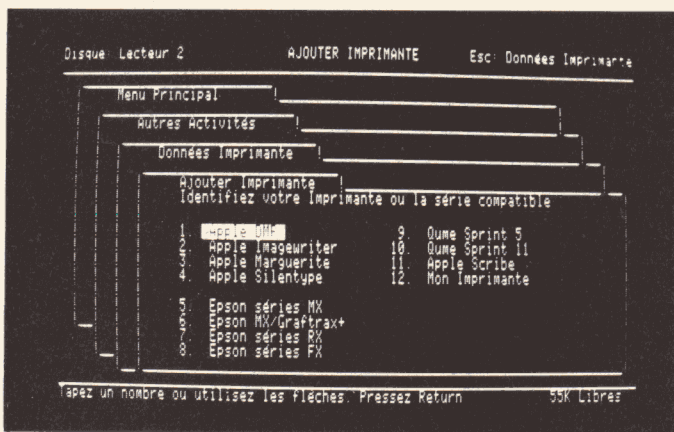 Disque: Lecteur 2 AJOUTER IMPRIMANTE Esc: Données Imprimante
Menu Principal
Autres Activités
Données Imprimante
Ajouter Imprimante
Identifiez votre Imprimante ou la série compatible
1. Apple DMP 9. Qume Sprint 5
2. Apple Imagewriter 10. Qume Sprint 11
3. Apple Marguerite 11. Apple Scribe
4. Apple Silentype 12. Mon Imprimante
5. Epson séries MX
6. Epson MX/Graftrax+
7. Epson séries RX
8. Epson séries FX
Tapez un nombre ou utilisez les flèches. Pressez Return 55K Libres